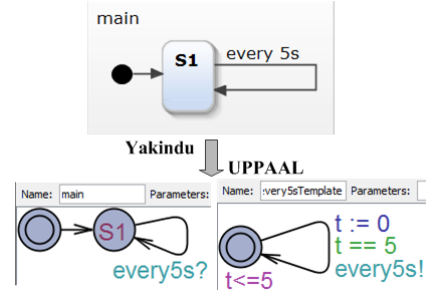 main
S1
every 5s
Yakindu
UPPAAL
Name: main Parameters:
Name: very5sTemplate Parameters:
S1
every5s?
t := 0
t == 5
every5s!
t<=5